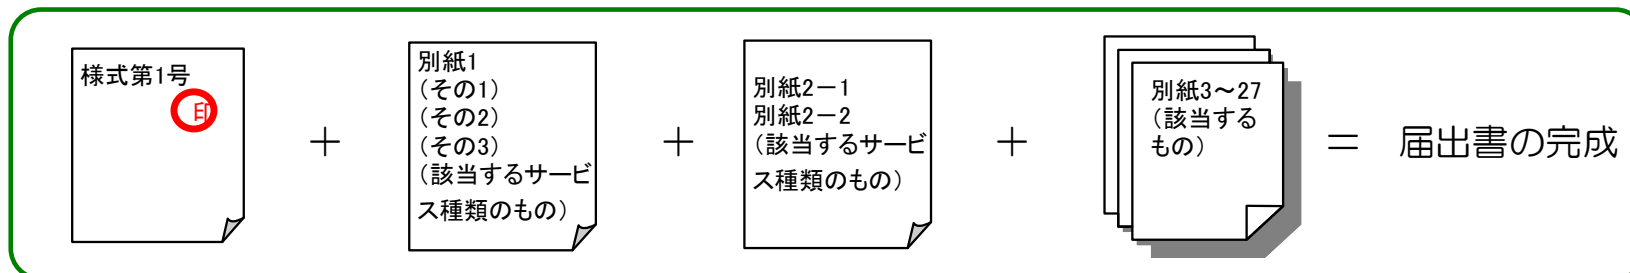 様式第1号
印
＋
別紙1
(その1)
(その2)
(その3)
(該当するサービ
ス種類のもの)
＋
別紙2－1
別紙2－2
(該当するサービ
ス種類のもの)
＋
別紙3～27
(該当する
もの)
＝
届出書の完成